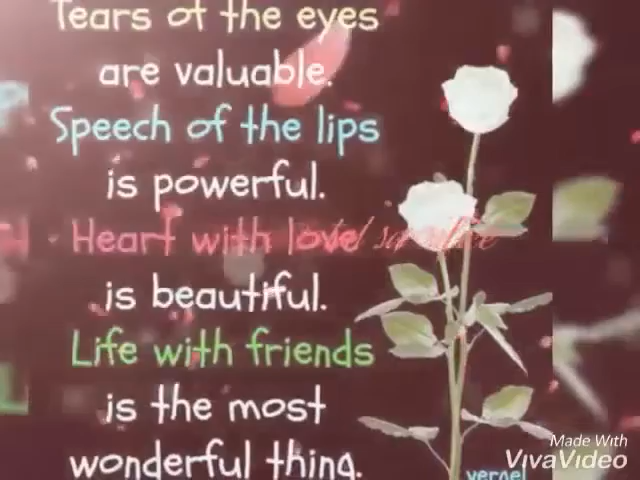 Tears of the eyes
are valuable.
Speech of the lips
is powerful.
Heart with love
is beautiful.
Life with friends
is the most
wonderful thing.
vernel
Made With
VivaVideo